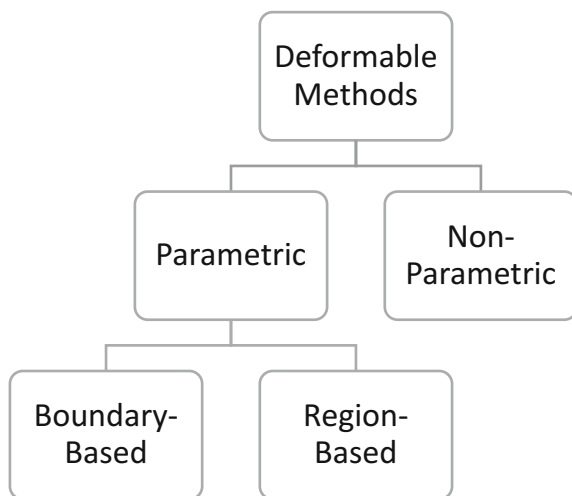 Deformable
Methods
Parametric
Non-
Parametric
Boundary-
Based
Region-
Based